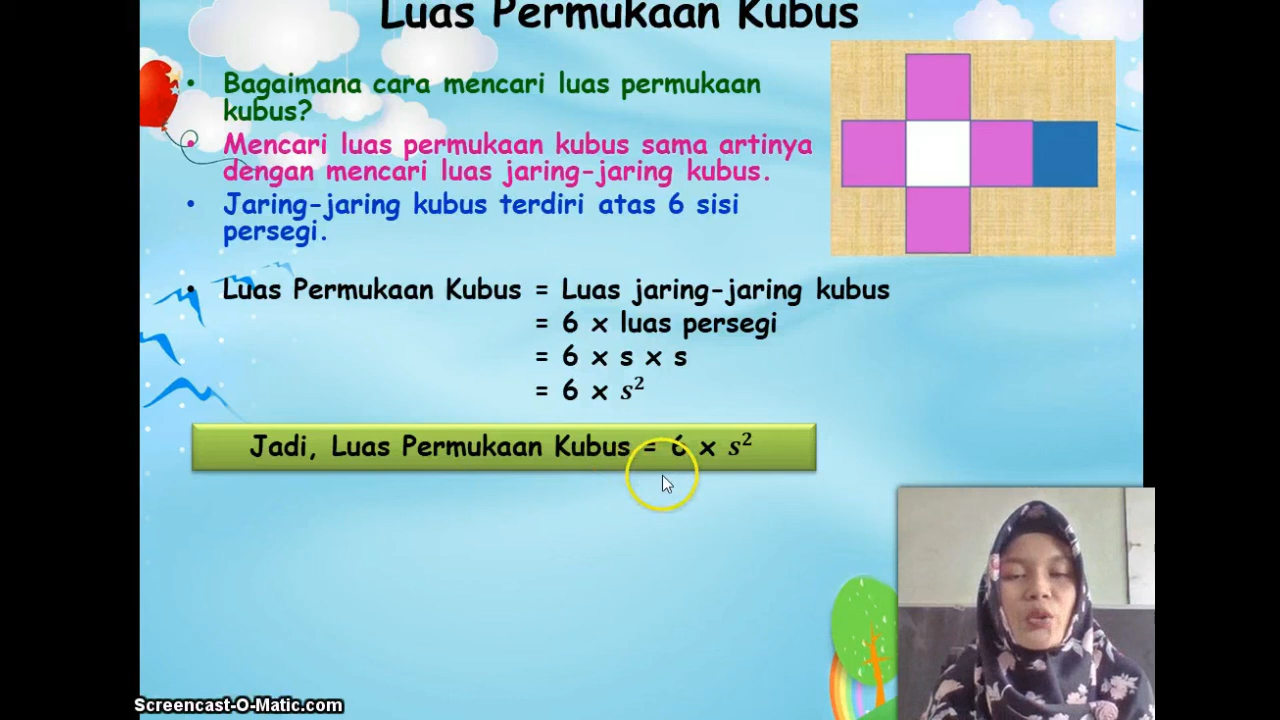 Luas Permukaan Kubus
• Bagaimana cara mencari luas permukaan
kubus?
• Mencari luas permukaan kubus sama artinya
dengan mencari luas jaring-jaring kubus.
• Jaring-jaring kubus terdiri atas 6 sisi
persegi.
• Luas Permukaan Kubus = Luas jaring-jaring kubus
= 6 x luas persegi
= 6 x s x s
= 6 x s²
Jadi, Luas Permukaan Kubus = 6 x s²
Screencast-O-Matic.com